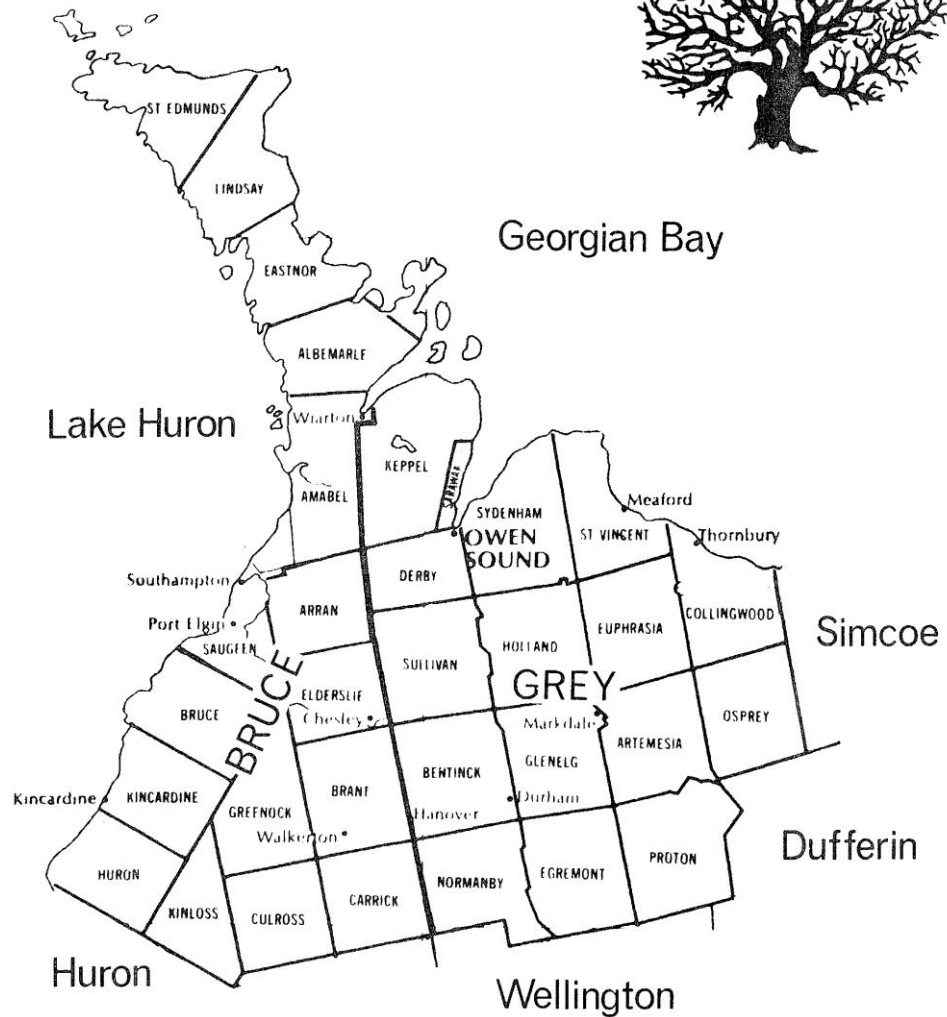 ST EDMUNDS
LINDSAY
Georgian Bay
EASTNOR
ALBEMARLE
Lake Huron
Wiarton
KEPPEL
SARAWAK
AMABEL
SYDENHAM
Meaford
OWEN
SOUND
ST VINCENT
Thornbury
Southampton
DERBY
ARRAN
COLLINGWOOD
Port Elgin
EUPHRASIA
Simcoe
SAUGEEN
HOLLAND
SULLIVAN
ELDERSLIE
GREY
BRUCE
BRUCE
Chesley
Markdale
OSPREY
ARTEMESIA
GLENELG
BENTINCK
Kincardine
KINCARDINE
BRANT
Durham
GREENOCK
Hanover
Walkerton
Dufferin
HURON
PROTON
EGREMONT
NORMANBY
CARRICK
KINLOSS
CULROSS
Huron
Wellington